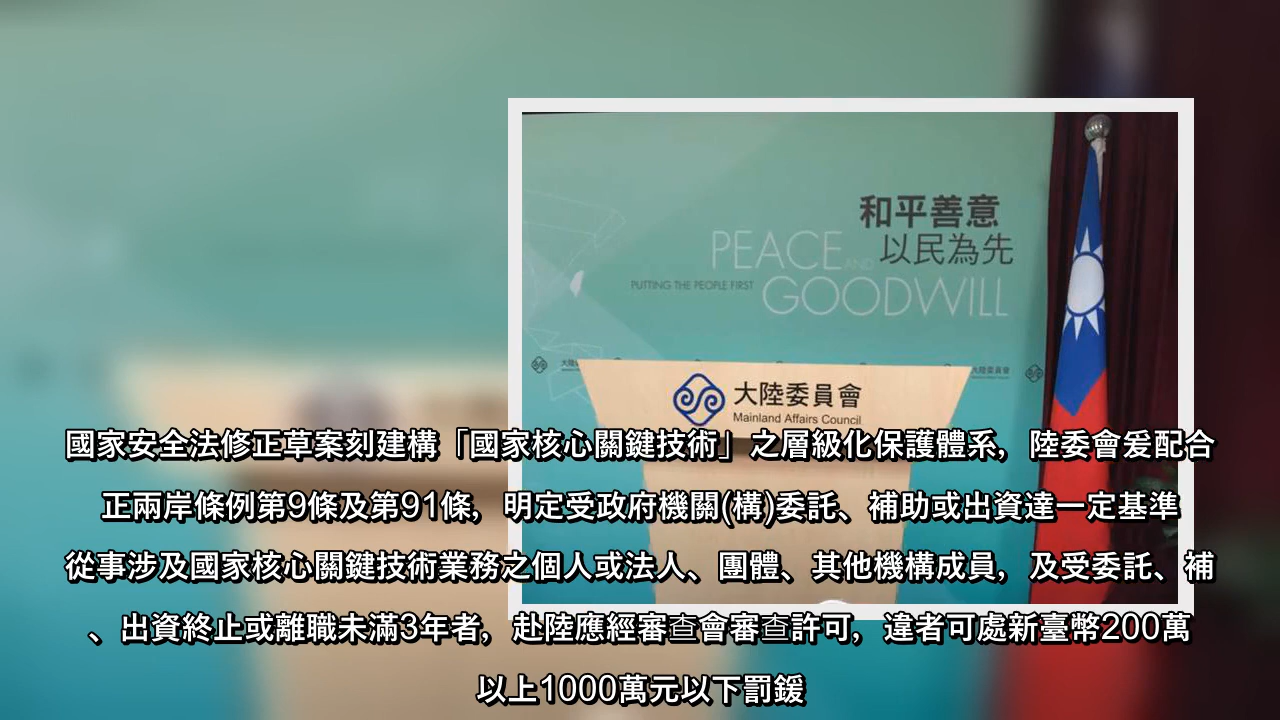 和平善意
PEACE AND
以民為先
PUTTING THE PEOPLE FIRST
GOODWILL
大陸委員會
大陸委員會
Mainland Affairs Council
國家安全法修正草案刻建構「國家核心關鍵技術」之層級化保護體系，陸委會爰配合
正兩岸條例第9條及第91條，明定受政府機關(構)委託、補助或出資達一定基準
從事涉及國家核心關鍵技術業務之個人或法人、團體、其他機構成員，及受委託、補
、出資終止或離職未滿3年者，赴陸應經審查會審查許可，違者可處新臺幣200萬
以上1000萬元以下罰鍰